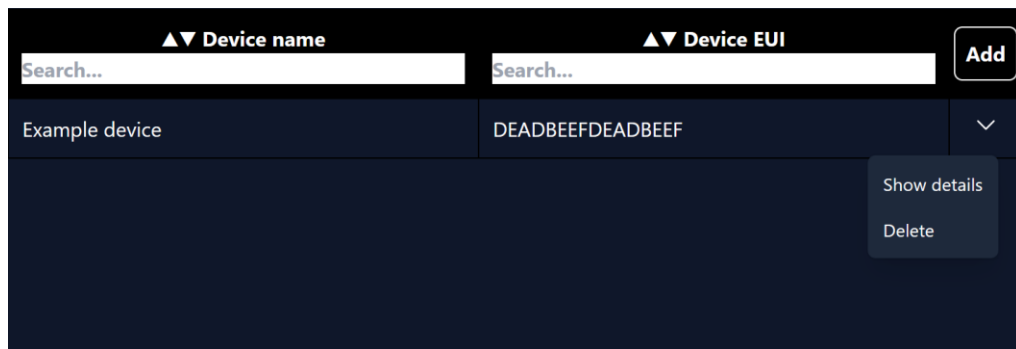 ▲▼ Device name
▲▼ Device EUI
Add
Search...
Search...
Example device
DEADBEEFDEADBEEF
Show details
Delete